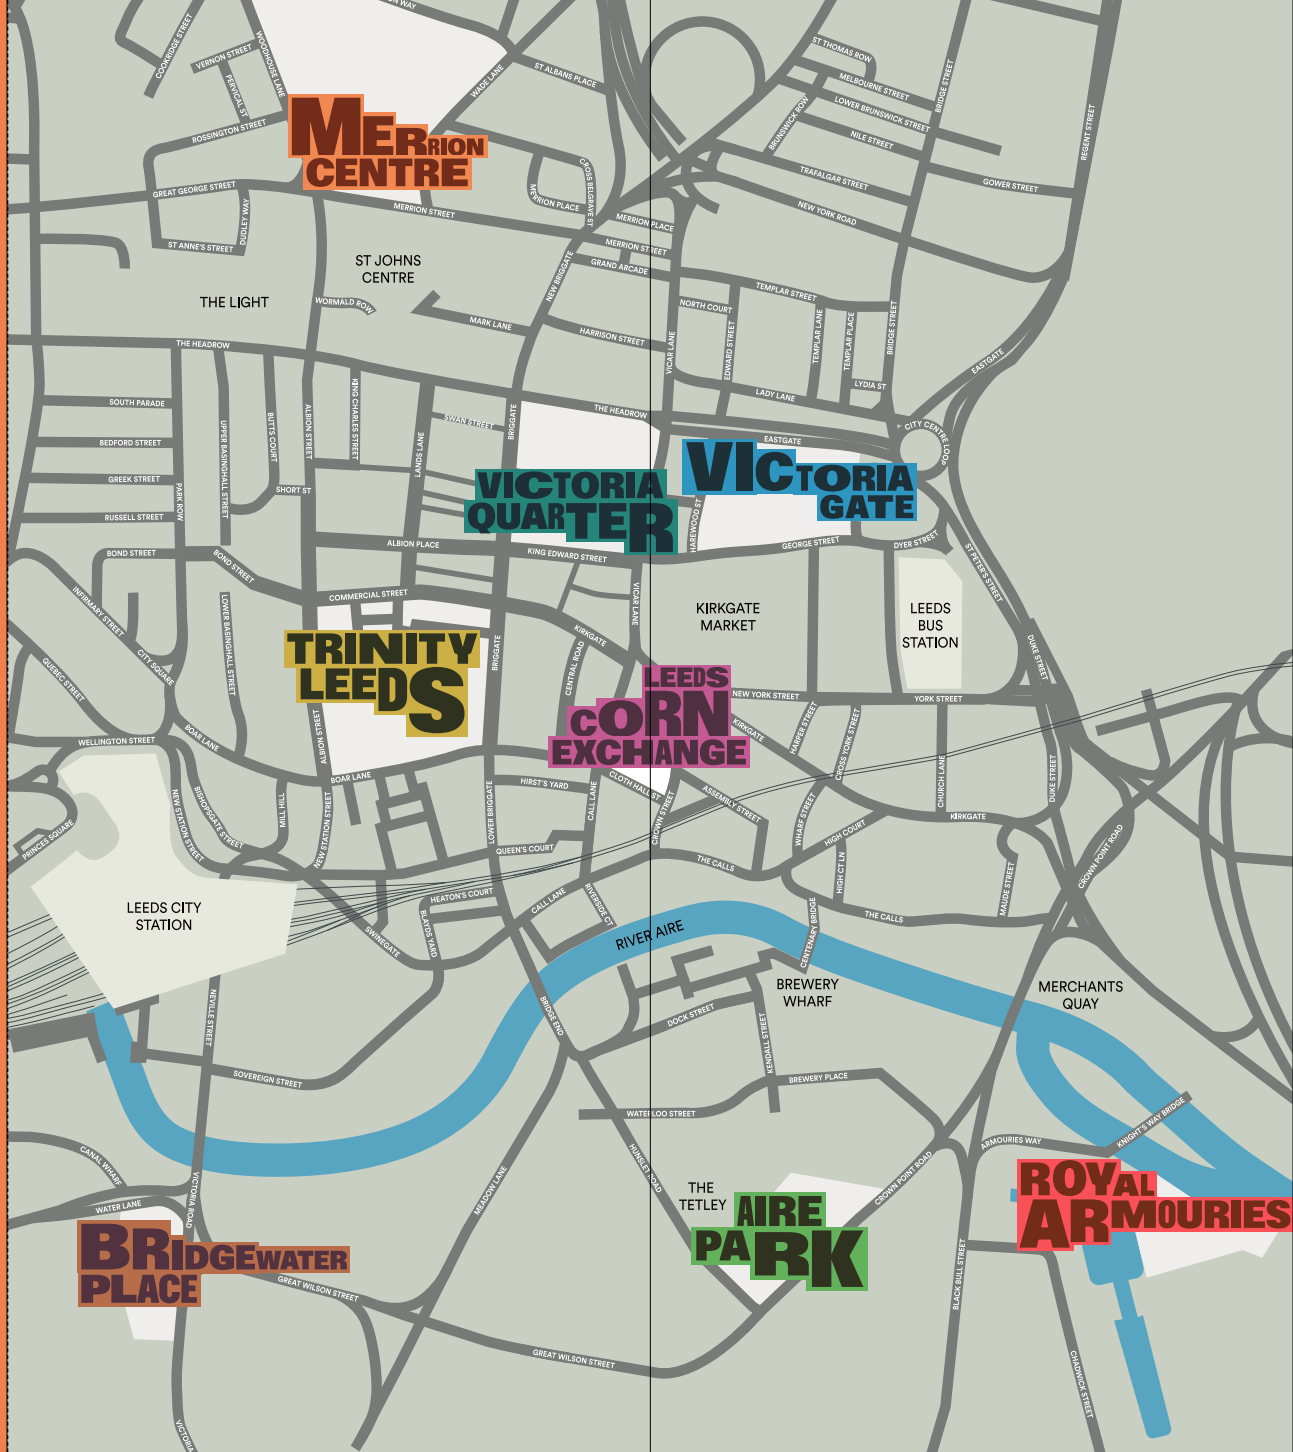 ON WAY
COOKRIDGE STREET
VERNON STREET
WOODHOUSE LANE
PERVICAL ST
WADE LANE
ST ALBANS PLACE
ST THOMAS ROW
MELBOURNE STREET
LOWER BRUNSWICK STREET
BRIDGE STREET
REGENT STREET
ROSSINGTON STREET
MERRION
CENTRE
BRUNSWICK ROW
NILE STREET
TRAFALGAR STREET
GOWER STREET
GREAT GEORGE STREET
DUDLEY WAY
ST ANNE'S STREET
MERRION STREET
MERRION PLACE
CROSS BELGRAVE ST
MERRION PLACE
MERRION STREET
GRAND ARCADE
NEW YORK ROAD
ST JOHNS
CENTRE
THE LIGHT
WORMALD ROW
MARK LANE
NEW BRIGGATE
HARRISON STREET
TEMPLAR STREET
NORTH COURT
EDWARD STREET
VICAR LANE
TEMPLAR LANE
TEMPLAR PLACE
BRIDGE STREET
EASTGATE
LYDIA ST
LADY LANE
THE HEADROW
THE HEADROW
SOUTH PARADE
BEDFORD STREET
GREEK STREET
RUSSELL STREET
PARK ROW
UPPER BASINGHALL STREET
BUTTS COURT
SHORT ST
ALBION STREET
KING CHARLES STREET
LANDS LANE
SWAN STREET
BRIGGATE
EASTGATE
CITY CENTRE LOOP
VICTORIA
QUARTER
VICTORIA
GATE
HAREWOOD ST
GEORGE STREET
DYER STREET
ST PETER'S STREET
ALBION PLACE
KING EDWARD STREET
BOND STREET
BOND STREET
COMMERCIAL STREET
LOWER BASINGHALL STREET
INFIRMARY STREET
CITY SQUARE
QUEBEC STREET
VICAR LANE
KIRKGATE
CENTRAL ROAD
BRIGGATE
KIRKGATE
MARKET
LEEDS
BUS
STATION
DUKE STREET
TRINITY
LEEDS
LEEDS
CORN
EXCHANGE
NEW YORK STREET
YORK STREET
KIRKGATE
HARPER STREET
CROSS YORK STREET
CHURCH LANE
DUKE STREET
WELLINGTON STREET
BOAR LANE
BOAR LANE
ALBION STREET
HIRST'S YARD
CLOTH HALL ST
ASSEMBLY STREET
CROWN STREET
CALL LANE
LOWER BRIGGATE
QUEEN'S COURT
PRINCES SQUARE
NEW STATION STREET
BISHOPSGATE STREET
MILL HILL
NEW STATION STREET
WHARF STREET
HIGH COURT
HIGH CT LN
KIRKGATE
CROWN POINT ROAD
MAUDE STREET
THE CALLS
THE CALLS
LEEDS CITY
STATION
HEATON'S COURT
BLAYDS YARD
SWINEGATE
CALL LANE
RIVERSIDE CT
RIVER AIRE
CENTENARY BRIDGE
BREWERY
WHARF
MERCHANTS
QUAY
NEVILLE STREET
BRIDGE END
DOCK STREET
KENDALL STREET
SOVEREIGN STREET
BREWERY PLACE
WATERLOO STREET
HUNSLET ROAD
KNIGHT'S WAY BRIDGE
ARMOURIES WAY
CROWN POINT ROAD
CANAL WHARF
WATER LANE
VICTORIA ROAD
MEADOW LANE
THE
TETLEY
AIRE
PARK
ROYAL
ARMOURIES
BRIDGEWATER
PLACE
GREAT WILSON STREET
GREAT WILSON STREET
BLACK BULL STREET
CHADWICK STREET
VICTORIA